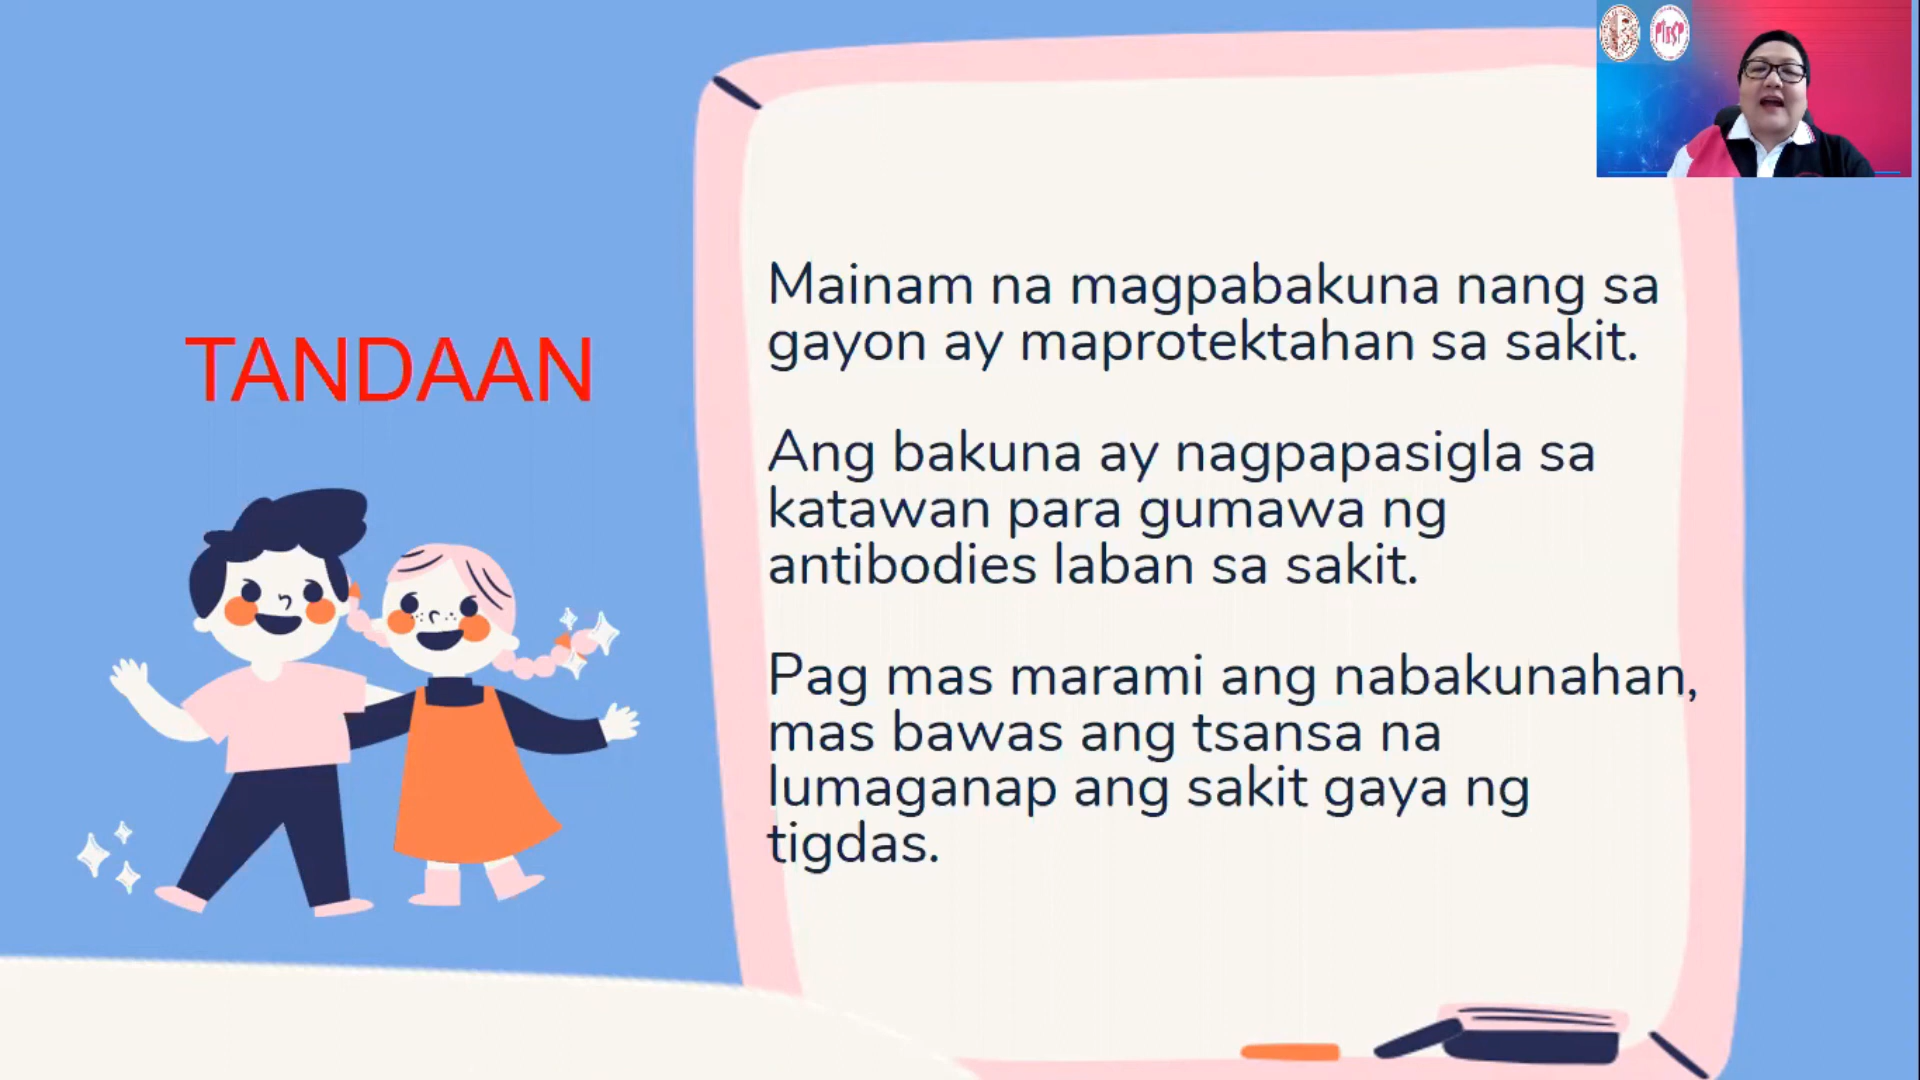 TANDAAN
Mainam na magpabakuna nang sa
gayon ay maprotektahan sa sakit.
Ang bakuna ay nagpapasigla sa
katawan para gumawa ng
antibodies laban sa sakit.
Pag mas marami ang nabakunahan,
mas bawas ang tsansa na
lumaganap ang sakit gaya ng
tigdas.